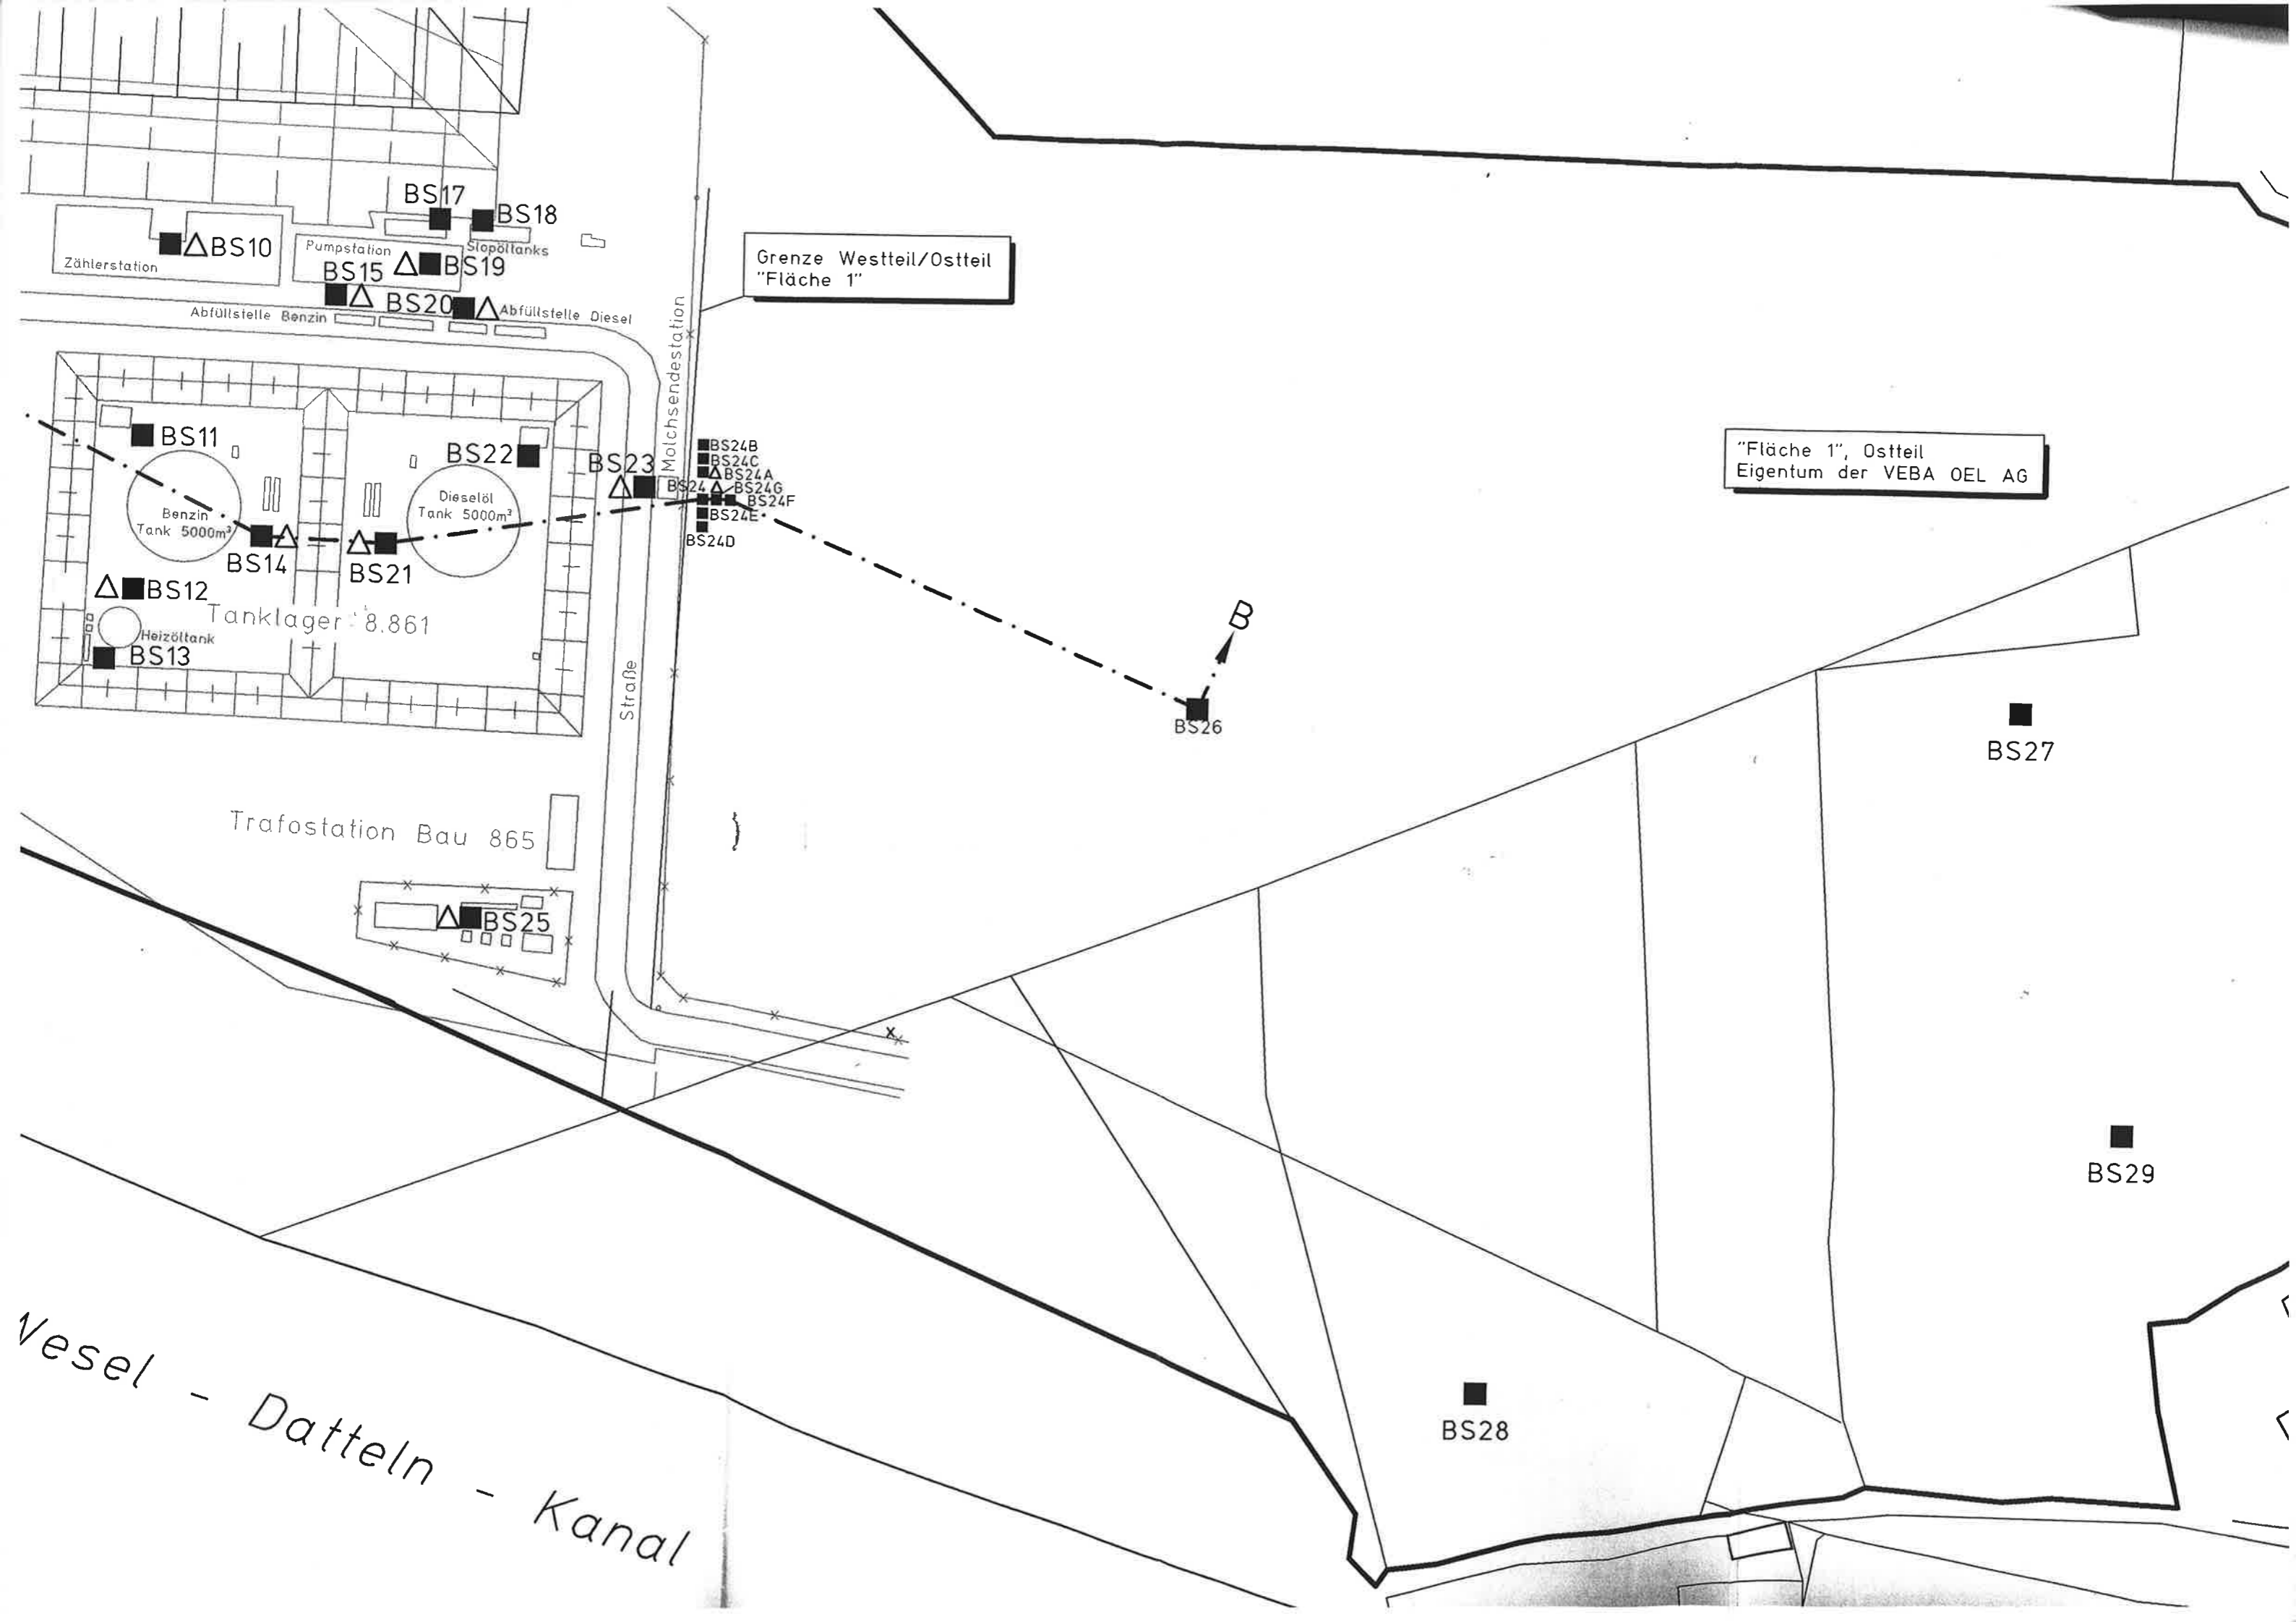 BS17
BS18
BS10
Zählerstation
Pumpstation
Slopöltanks
BS19
BS15
BS20
Abfüllstelle Diesel
Abfüllstelle Benzin
Molchsendestation
Grenze Westteil/Ostteil
"Fläche 1"
"Fläche 1", Ostteil
Eigentum der VEBA OEL AG
BS11
BS22
BS23
BS24B
BS24C
BS24A
BS24
BS24G
BS24F
BS24E
BS24D
Benzin
Tank 5000m³
Dieselöl
Tank 5000m³
BS14
BS21
BS12
Tanklager 8.861
Heizöltank
BS13
Straße
B
BS26
BS27
Trafostation Bau 865
BS25
BS29
BS28
Wesel - Datteln - Kanal